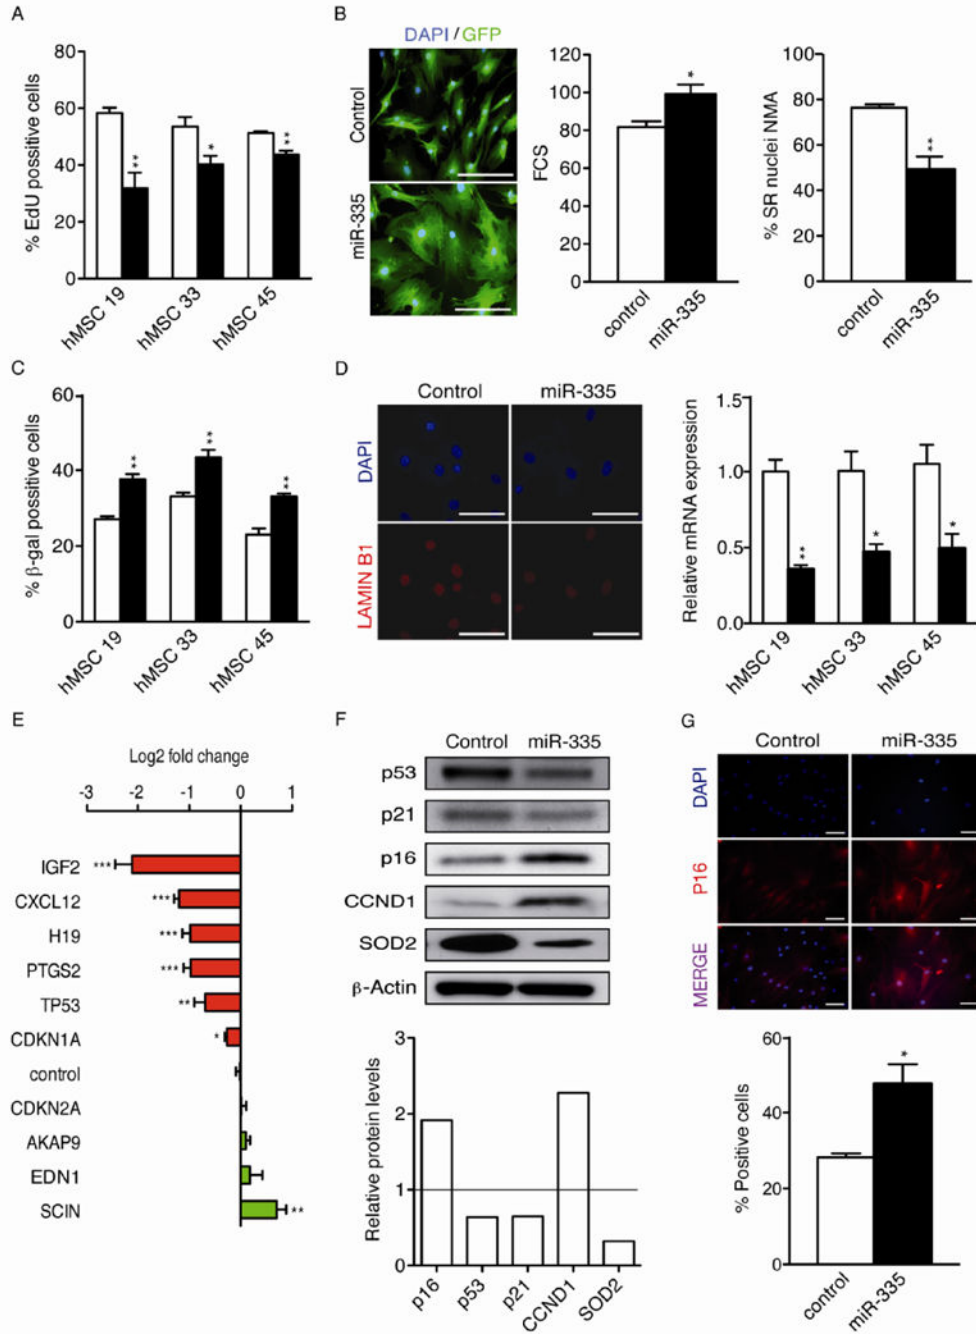 A
80
60
40
20
0
% EdU possitive cells
**
*
**
hMSC 19
hMSC 33
hMSC 45
B
DAPI / GFP
Control
miR-335
120
100
80
60
40
20
0
FCS
*
control
miR-335
100
80
60
40
20
0
% SR nuclei NMA
**
control
miR-335
C
60
40
20
0
% β-gal possitive cells
**
**
**
hMSC 19
hMSC 33
hMSC 45
D
Control
miR-335
DAPI
LAMIN B1
1.5
1.0
0.5
0.0
Relative mRNA expression
**
*
*
hMSC 19
hMSC 33
hMSC 45
E
Log2 fold change
-3 -2 -1 0 1
IGF2 ***
CXCL12 ***
H19 ***
PTGS2 ***
TP53 **
CDKN1A *
control
CDKN2A
AKAP9
EDN1
SCIN **
F
Control miR-335
p53
p21
p16
CCND1
SOD2
β-Actin
3
2
1
0
Relative protein levels
p16
p53
p21
CCND1
SOD2
G
Control miR-335
DAPI
P16
MERGE
60
40
20
0
% Positive cells
*
control
miR-335